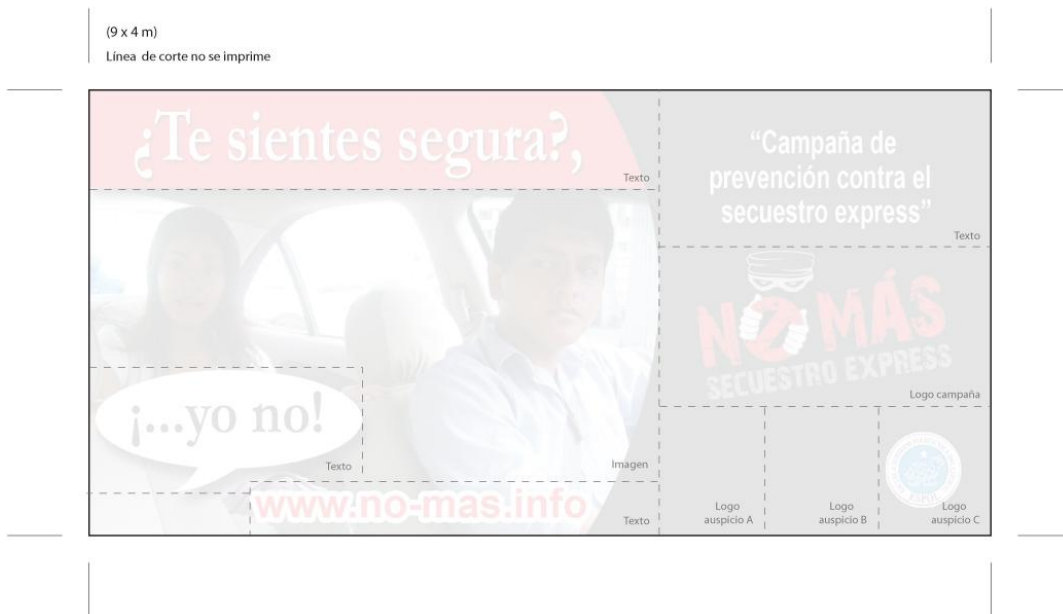 (9 x 4 m)
Línea de corte no se imprime
¿Te sientes segura?,
Texto
“Campaña de
prevención contra el
secuestro express”
Texto
NO MÁS
SECUESTRO EXPRESS
Logo campaña
¡...yo no!
Texto
Imagen
www.no-mas.info
Texto
Logo
auspicio A
Logo
auspicio B
ESPOL
Logo
auspicio C